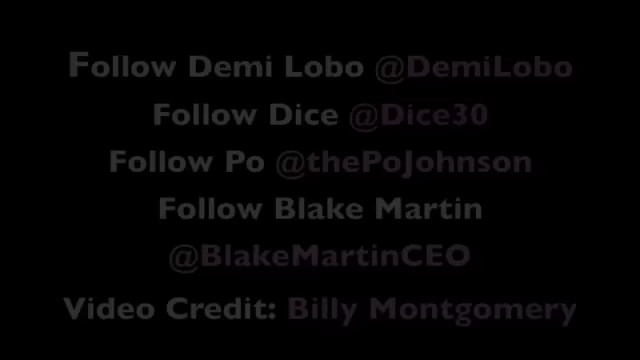 Follow Demi Lobo @DemiLobo
Follow Dice @Dice30
Follow Po @thePoJohnson
Follow Blake Martin
@BlakeMartinCEO
Video Credit: Billy Montgomery